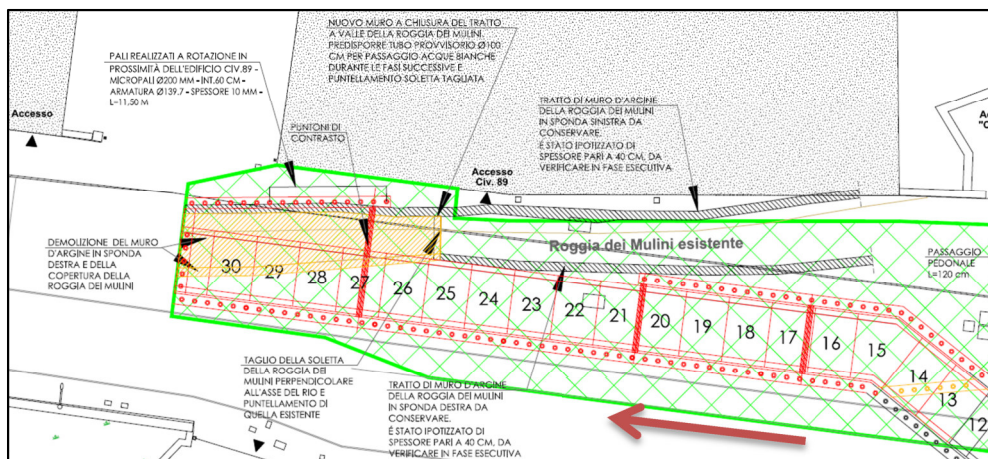 NUOVO MURO A CHIUSURA DEL TRATTO
A VALLE DELLA ROGGIA DEI MULINI.
PREDISPORRE TUBO PROVVISORIO Ø100
CM PER PASSAGGIO ACQUE BIANCHE
DURANTE LE FASI SUCCESSIVE E
PUNTELLAMENTO SOLETTA TAGLIATA
PALI REALIZZATI A ROTAZIONE IN
PROSSIMITÀ DELL'EDIFICIO CIV.89 -
MICROPALI Ø200 MM - INT.60 CM -
ARMATURA Ø139.7 - SPESSORE 10 MM -
L=11,50 M
Accesso
PUNTONI DI
CONTRASTO
TRATTO DI MURO D'ARGINE
DELLA ROGGIA DEI MULINI
IN SPONDA SINISTRA DA
CONSERVARE.
É STATO IPOTIZZATO DI
SPESSORE PARI A 40 CM, DA
VERIFICARE IN FASE ESECUTIVA
Accesso
Civ. 89
DEMOLIZIONE DEL MURO
D'ARGINE IN SPONDA
DESTRA E DELLA
COPERTURA DELLA
ROGGIA DEI MULINI
Roggia dei Mulini esistente
PASSAGGIO
PEDONALE
L=120 cm
30
29
28
27
26
25
24
23
22
21
20
19
18
17
16
15
14
13
12
TAGLIO DELLA SOLETTA
DELLA ROGGIA DEI
MULINI PERPENDICOLARE
ALL'ASSE DEL RIO E
PUNTELLAMENTO DI
QUELLA ESISTENTE
TRATTO DI MURO D'ARGINE
DELLA ROGGIA DEI MULINI
IN SPONDA DESTRA DA
CONSERVARE.
É STATO IPOTIZZATO DI
SPESSORE PARI A 40 CM, DA
VERIFICARE IN FASE ESECUTIVA